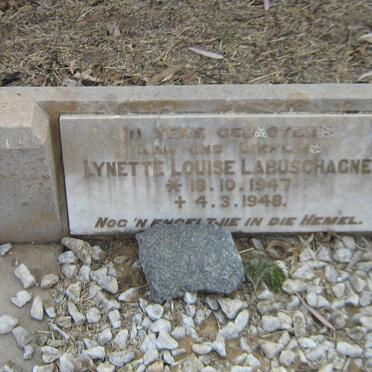 IN TERE GEDAGTENIS
AAN ONS LIEFLING
LYNETTE LOUISE LABUSCHAGNE
* 18.10.1947
+ 4.3.1948.
NOG 'N ENGELTJIE IN DIE HEMEL.